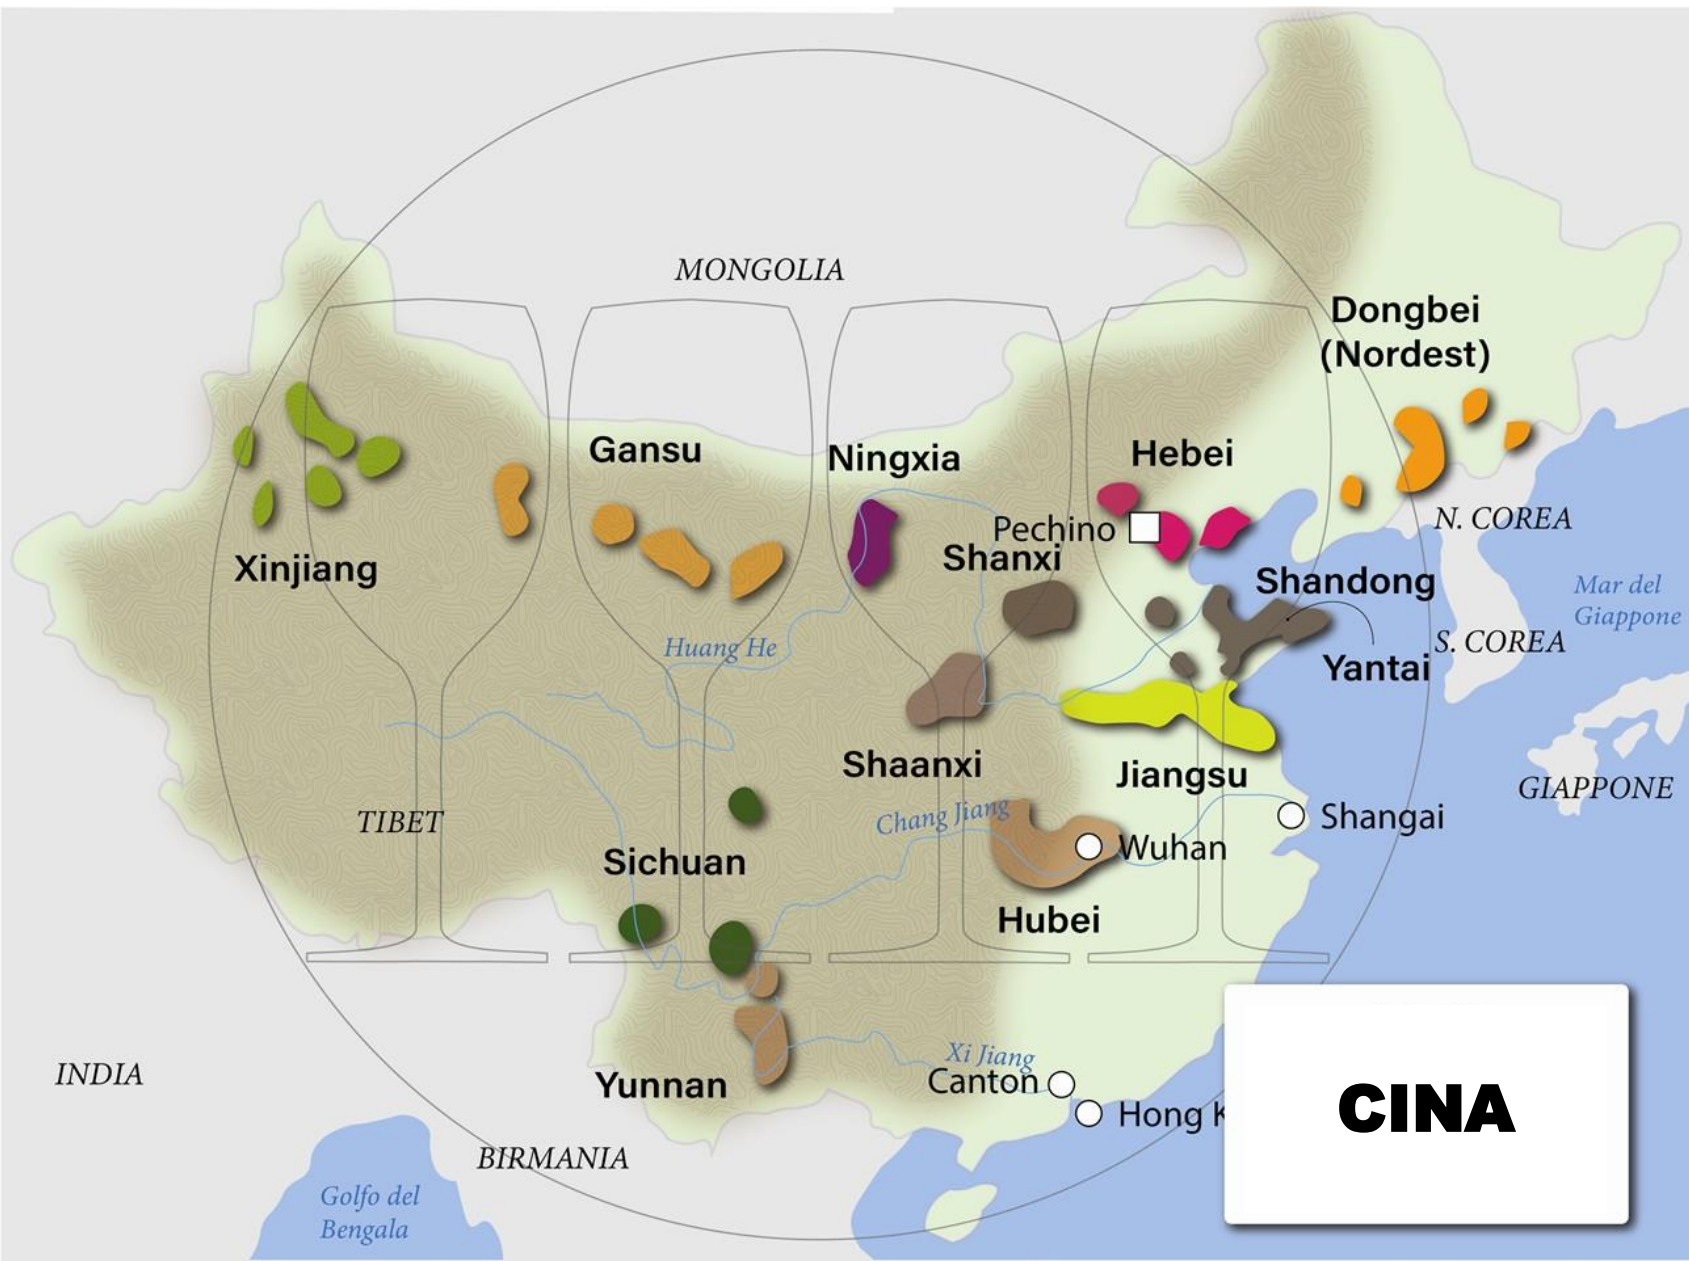 MONGOLIA
Dongbei
(Nordest)
Gansu
Ningxia
Hebei
Pechino
Shanxi
N. COREA
Xinjiang
Shandong
Mar del
Giappone
Huang He
S. COREA
Yantai
Shaanxi
Jiangsu
GIAPPONE
TIBET
Chang Jiang
Shangai
Wuhan
Sichuan
Hubei
Xi Jiang
INDIA
Yunnan
Canton
Hong K
CINA
BIRMANIA
Golfo del
Bengala